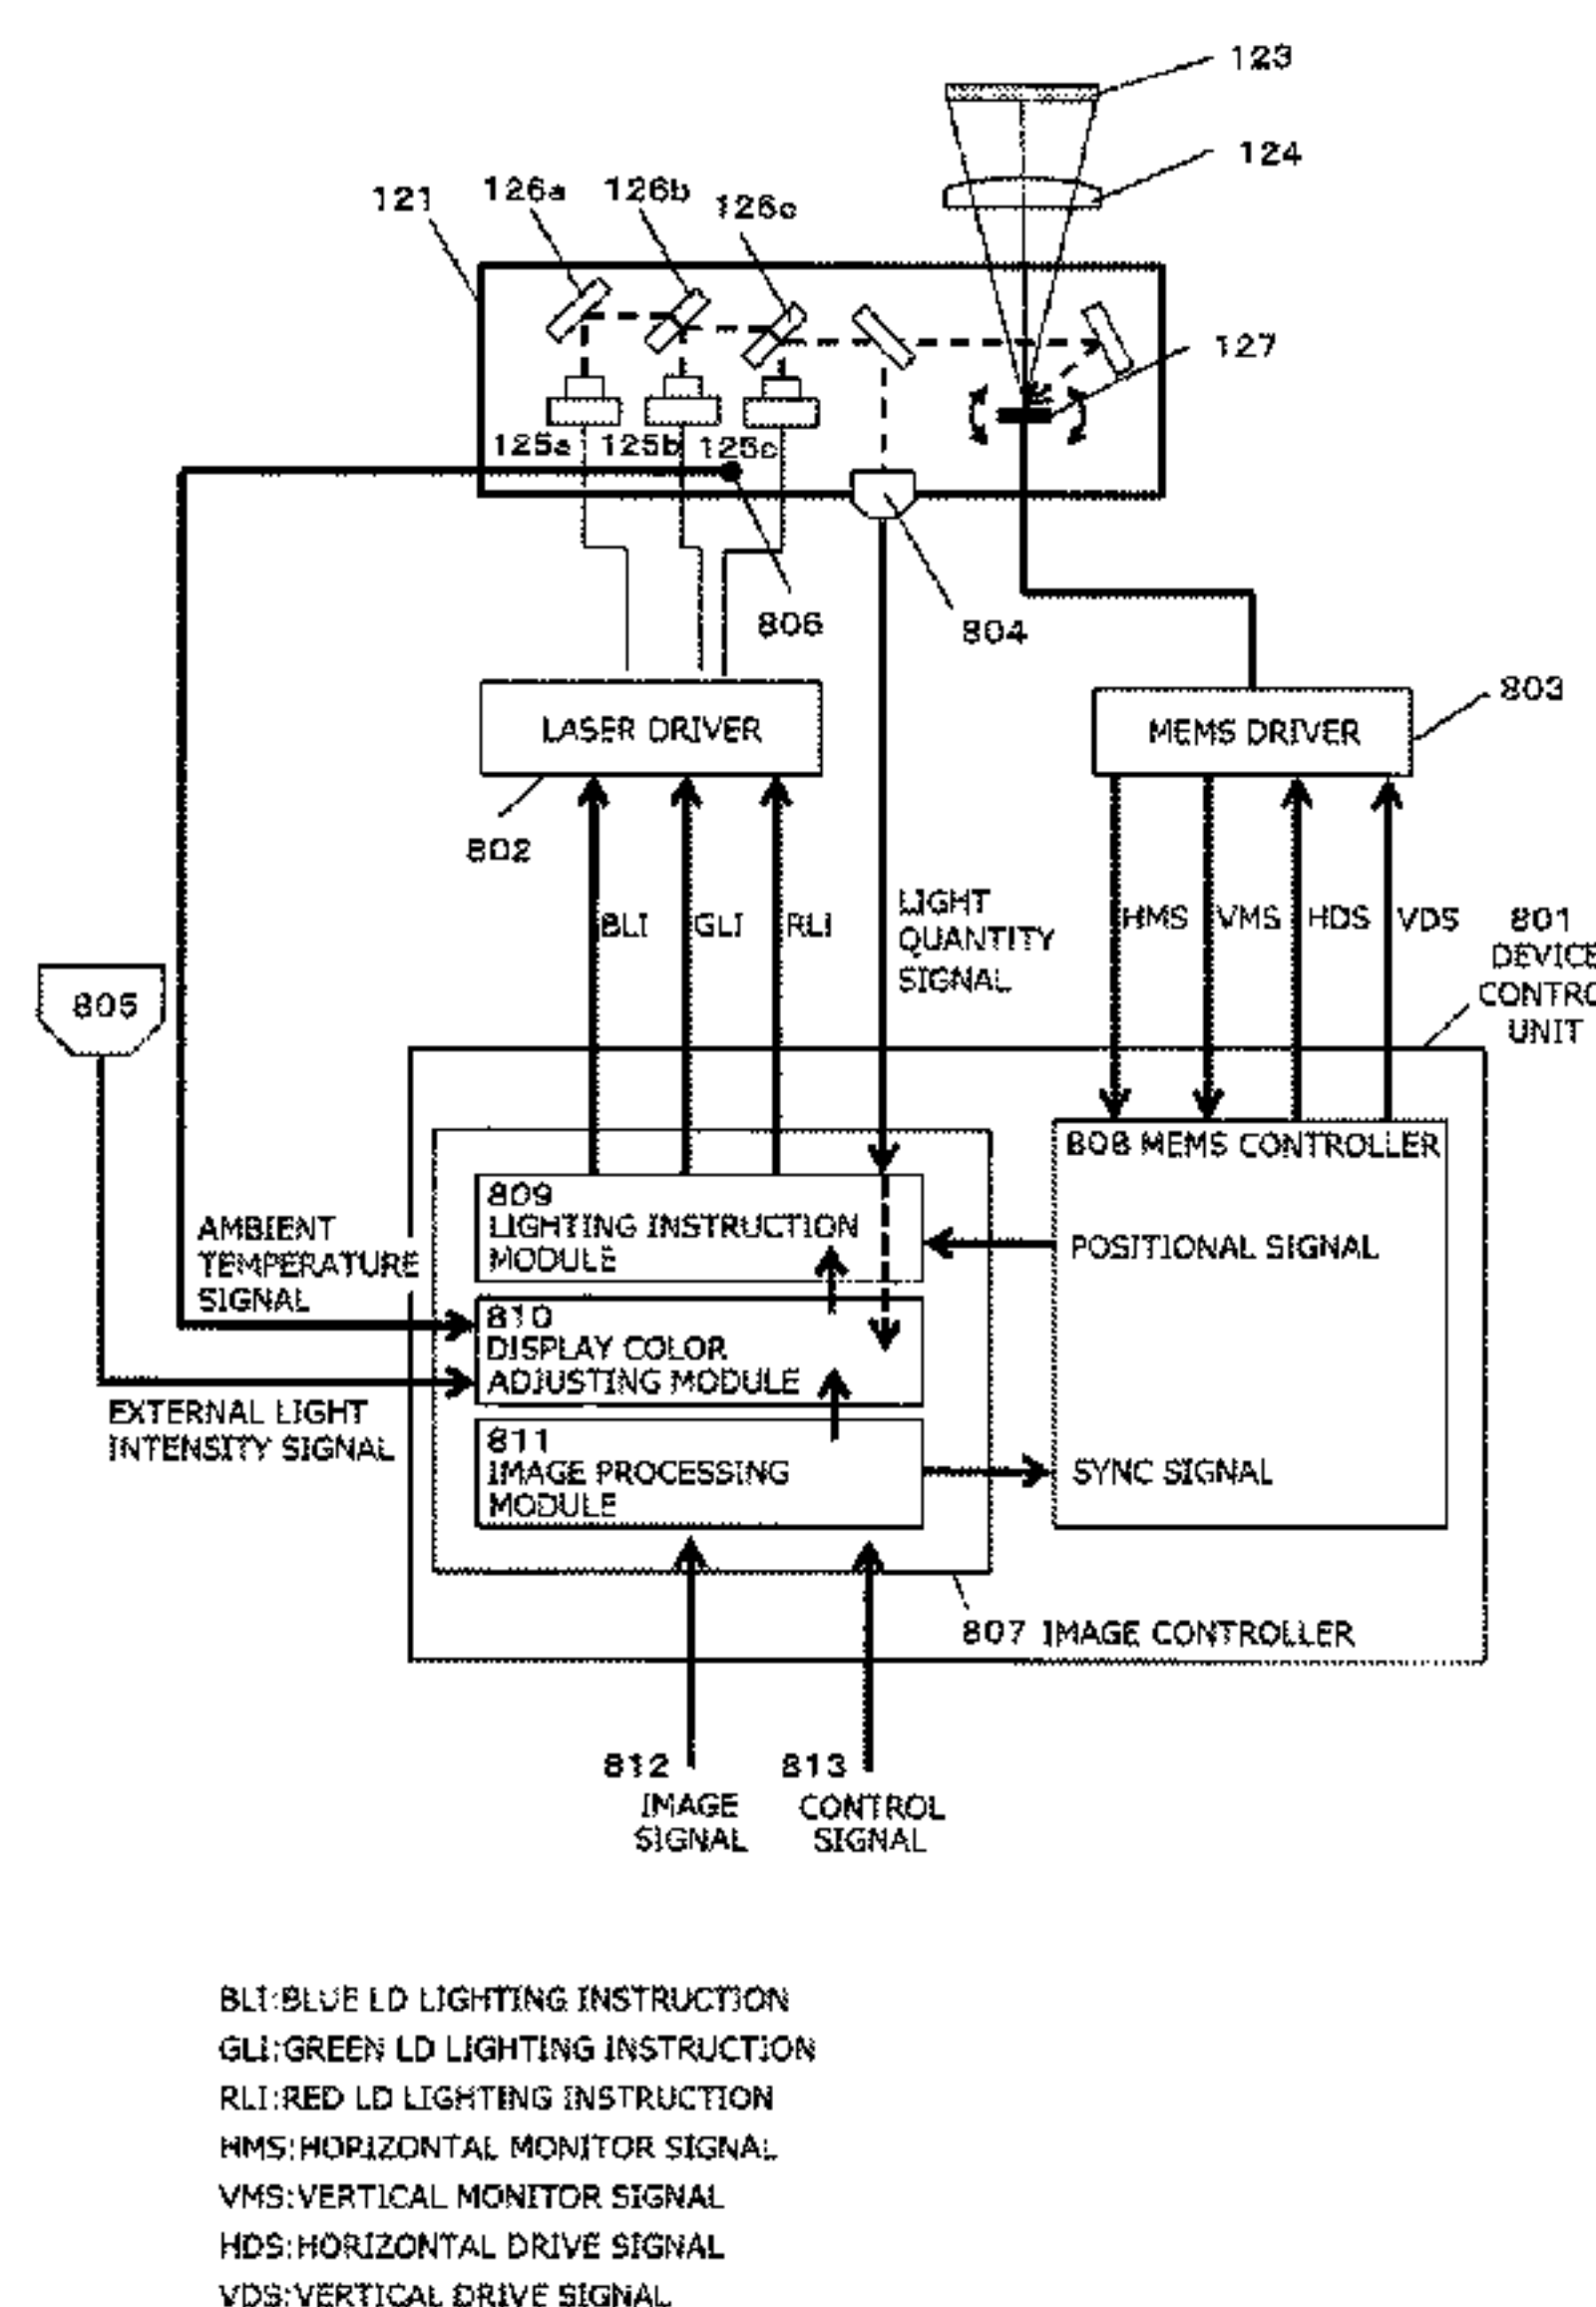 123
124
121
126a
126b
126c
127
125a
125b
125c
806
804
803
LASER DRIVER
MEMS DRIVER
802
BLI
GLI
RLI
LIGHT
QUANTITY
SIGNAL
HMS
VMS
HDS
VDS
801
DEVICE
CONTRO
UNIT
805
808 MEMS CONTROLLER
809
LIGHTING INSTRUCTION
MODULE
POSITIONAL SIGNAL
AMBIENT
TEMPERATURE
SIGNAL
810
DISPLAY COLOR
ADJUSTING MODULE
EXTERNAL LIGHT
INTENSITY SIGNAL
811
IMAGE PROCESSING
MODULE
SYNC SIGNAL
807 IMAGE CONTROLLER
812
IMAGE
SIGNAL
813
CONTROL
SIGNAL
BLI:BLUE LD LIGHTING INSTRUCTION
GLI:GREEN LD LIGHTING INSTRUCTION
RLI:RED LD LIGHTING INSTRUCTION
HMS:HORIZONTAL MONITOR SIGNAL
VMS:VERTICAL MONITOR SIGNAL
HDS:HORIZONTAL DRIVE SIGNAL
VDS:VERTICAL DRIVE SIGNAL